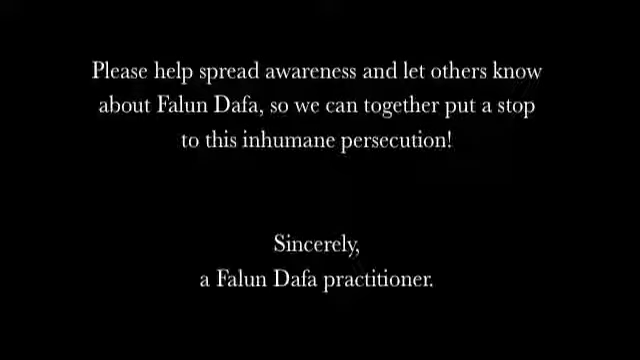 Please help spread awareness and let others know
about Falun Dafa, so we can together put a stop
to this inhumane persecution!
Sincerely,
a Falun Dafa practitioner.